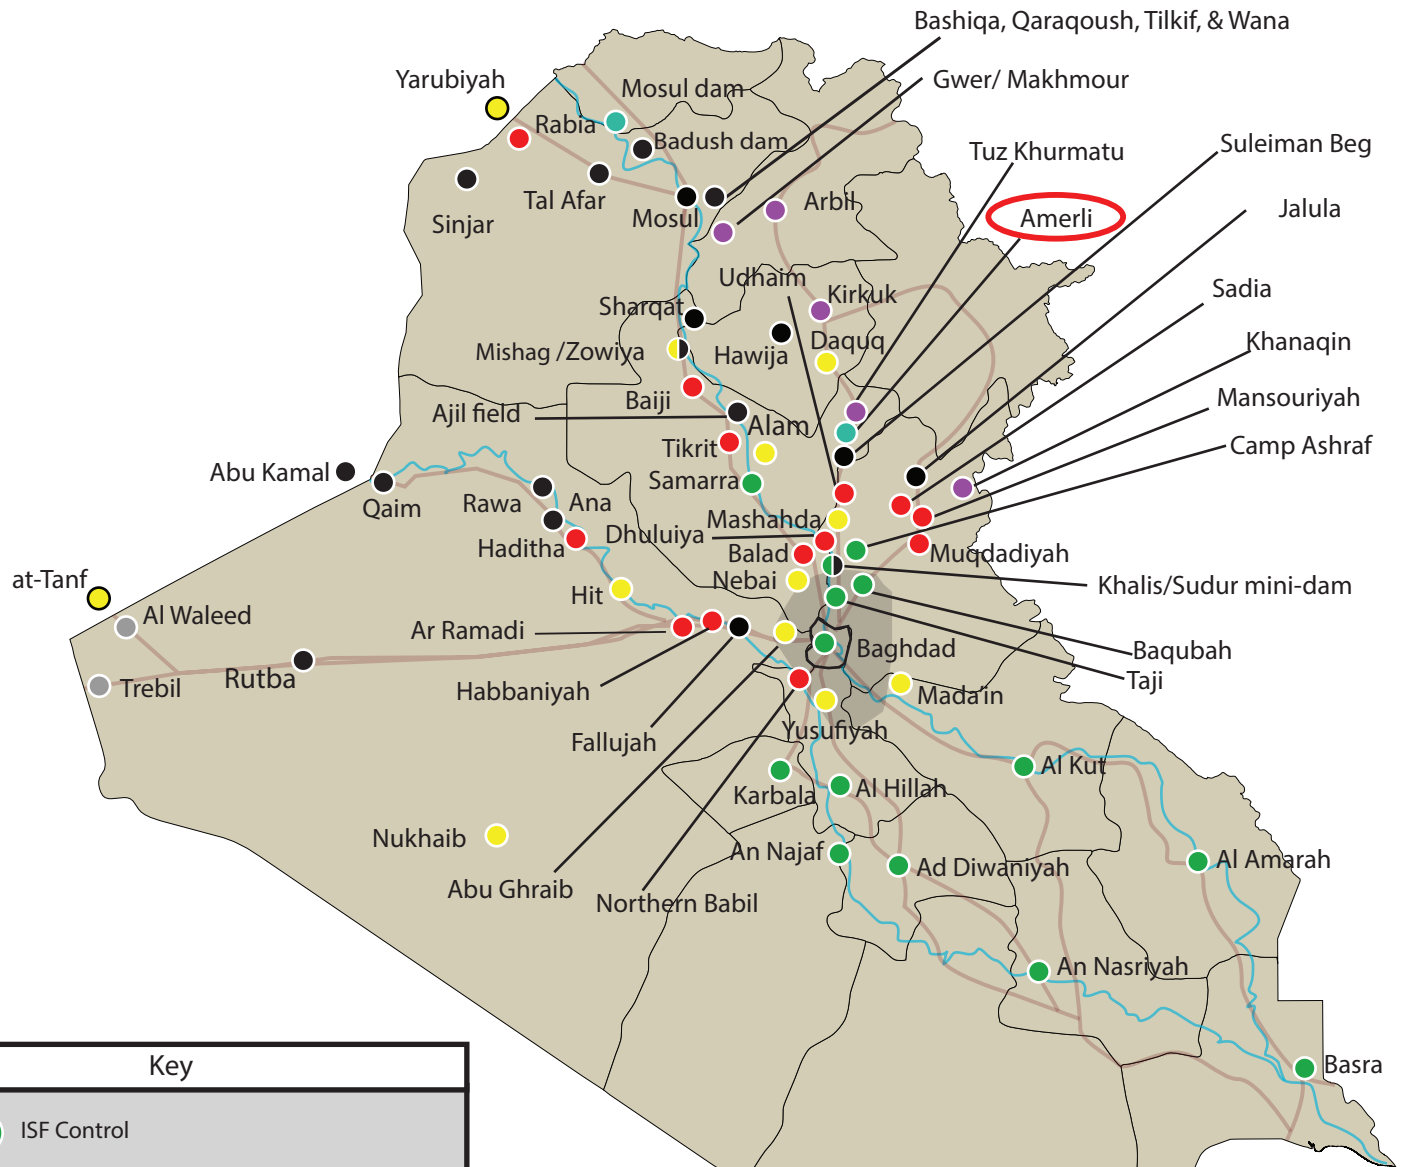 Bashiqa, Qaraqoush, Tilkif, & Wana
Yarubiyah
Mosul dam
Gwer/ Makhmour
Rabia
Badush dam
Tuz Khurmatu
Suleiman Beg
Tal Afar
Mosul
Arbil
Amerli
Jalula
Sinjar
Udhaim
Kirkuk
Sadia
Sharqat
Mishag /Zowiya
Hawija
Daquq
Khanaqin
Baiji
Mansouriyah
Ajil field
Alam
Tikrit
Camp Ashraf
Abu Kamal
Samarra
Qaim
Rawa
Ana
Mashahda
Dhuluiya
Haditha
Balad
Muqdadiyah
at-Tanf
Nebai
Khalis/Sudur mini-dam
Hit
Al Waleed
Ar Ramadi
Baghdad
Baqubah
Rutba
Trebil
Habbaniyah
Taji
Mada'in
Fallujah
Yusufiyah
Al Kut
Karbala
Al Hillah
Nukhaib
An Najaf
Ad Diwaniyah
Al Amarah
Abu Ghraib
Northern Babil
An Nasriyah
Key
Basra
ISF Control